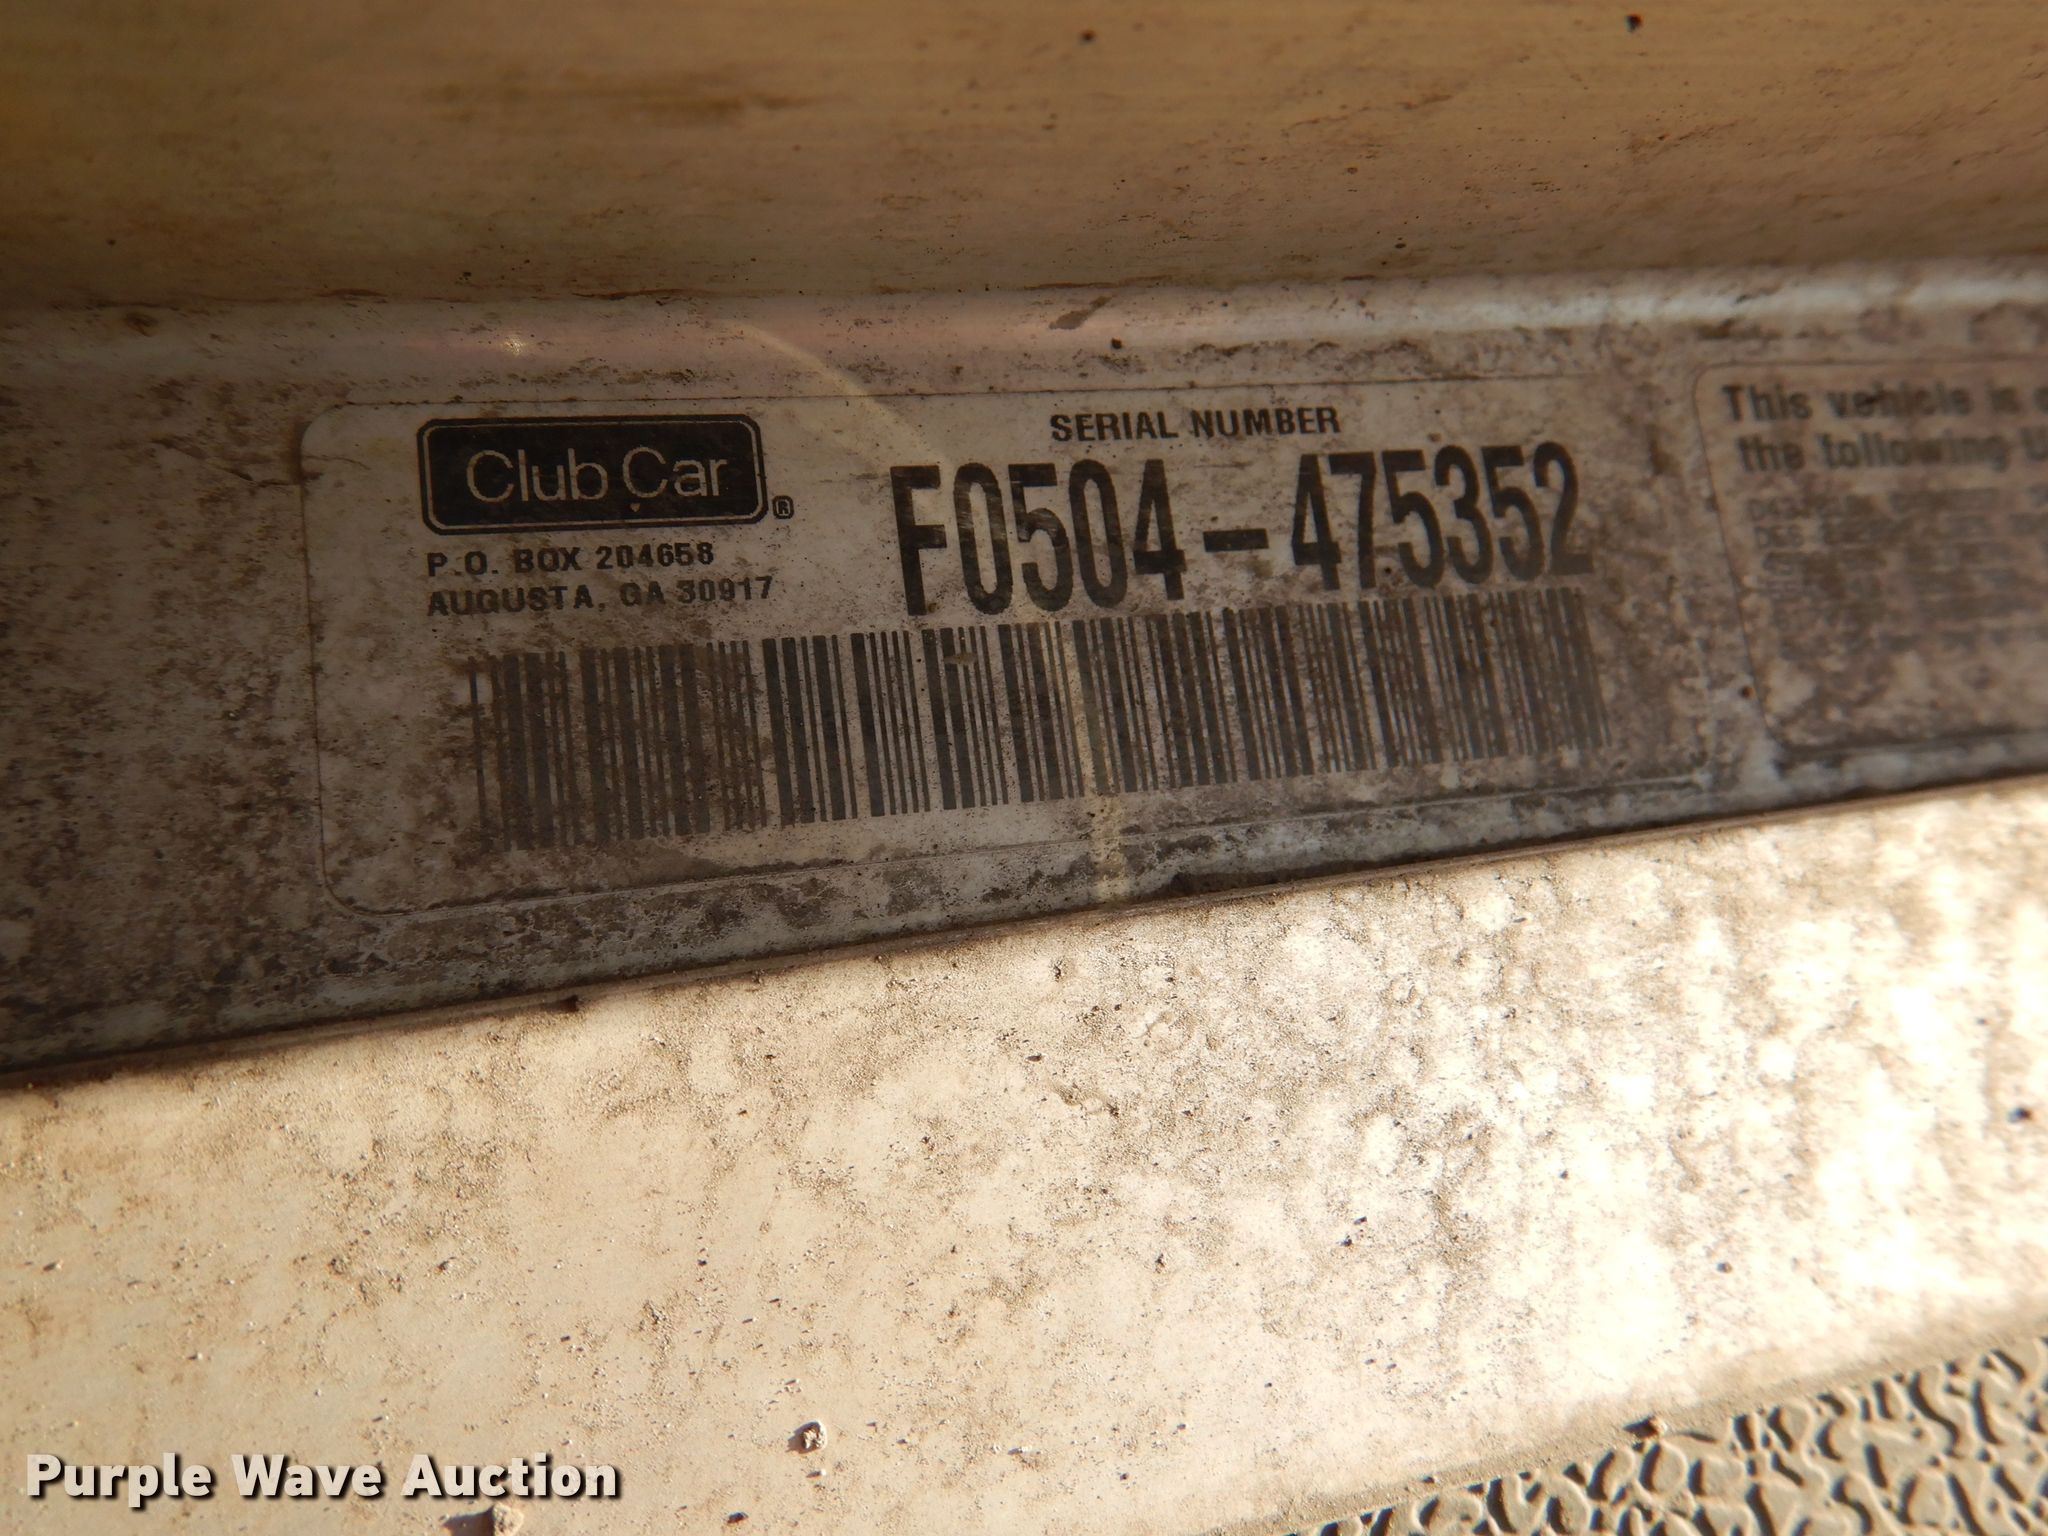 Club Car®
P.O. BOX 204658
AUGUSTA, GA 30917
SERIAL NUMBER
F0504-475352
This vehicle is
the following
Purple Wave Auction